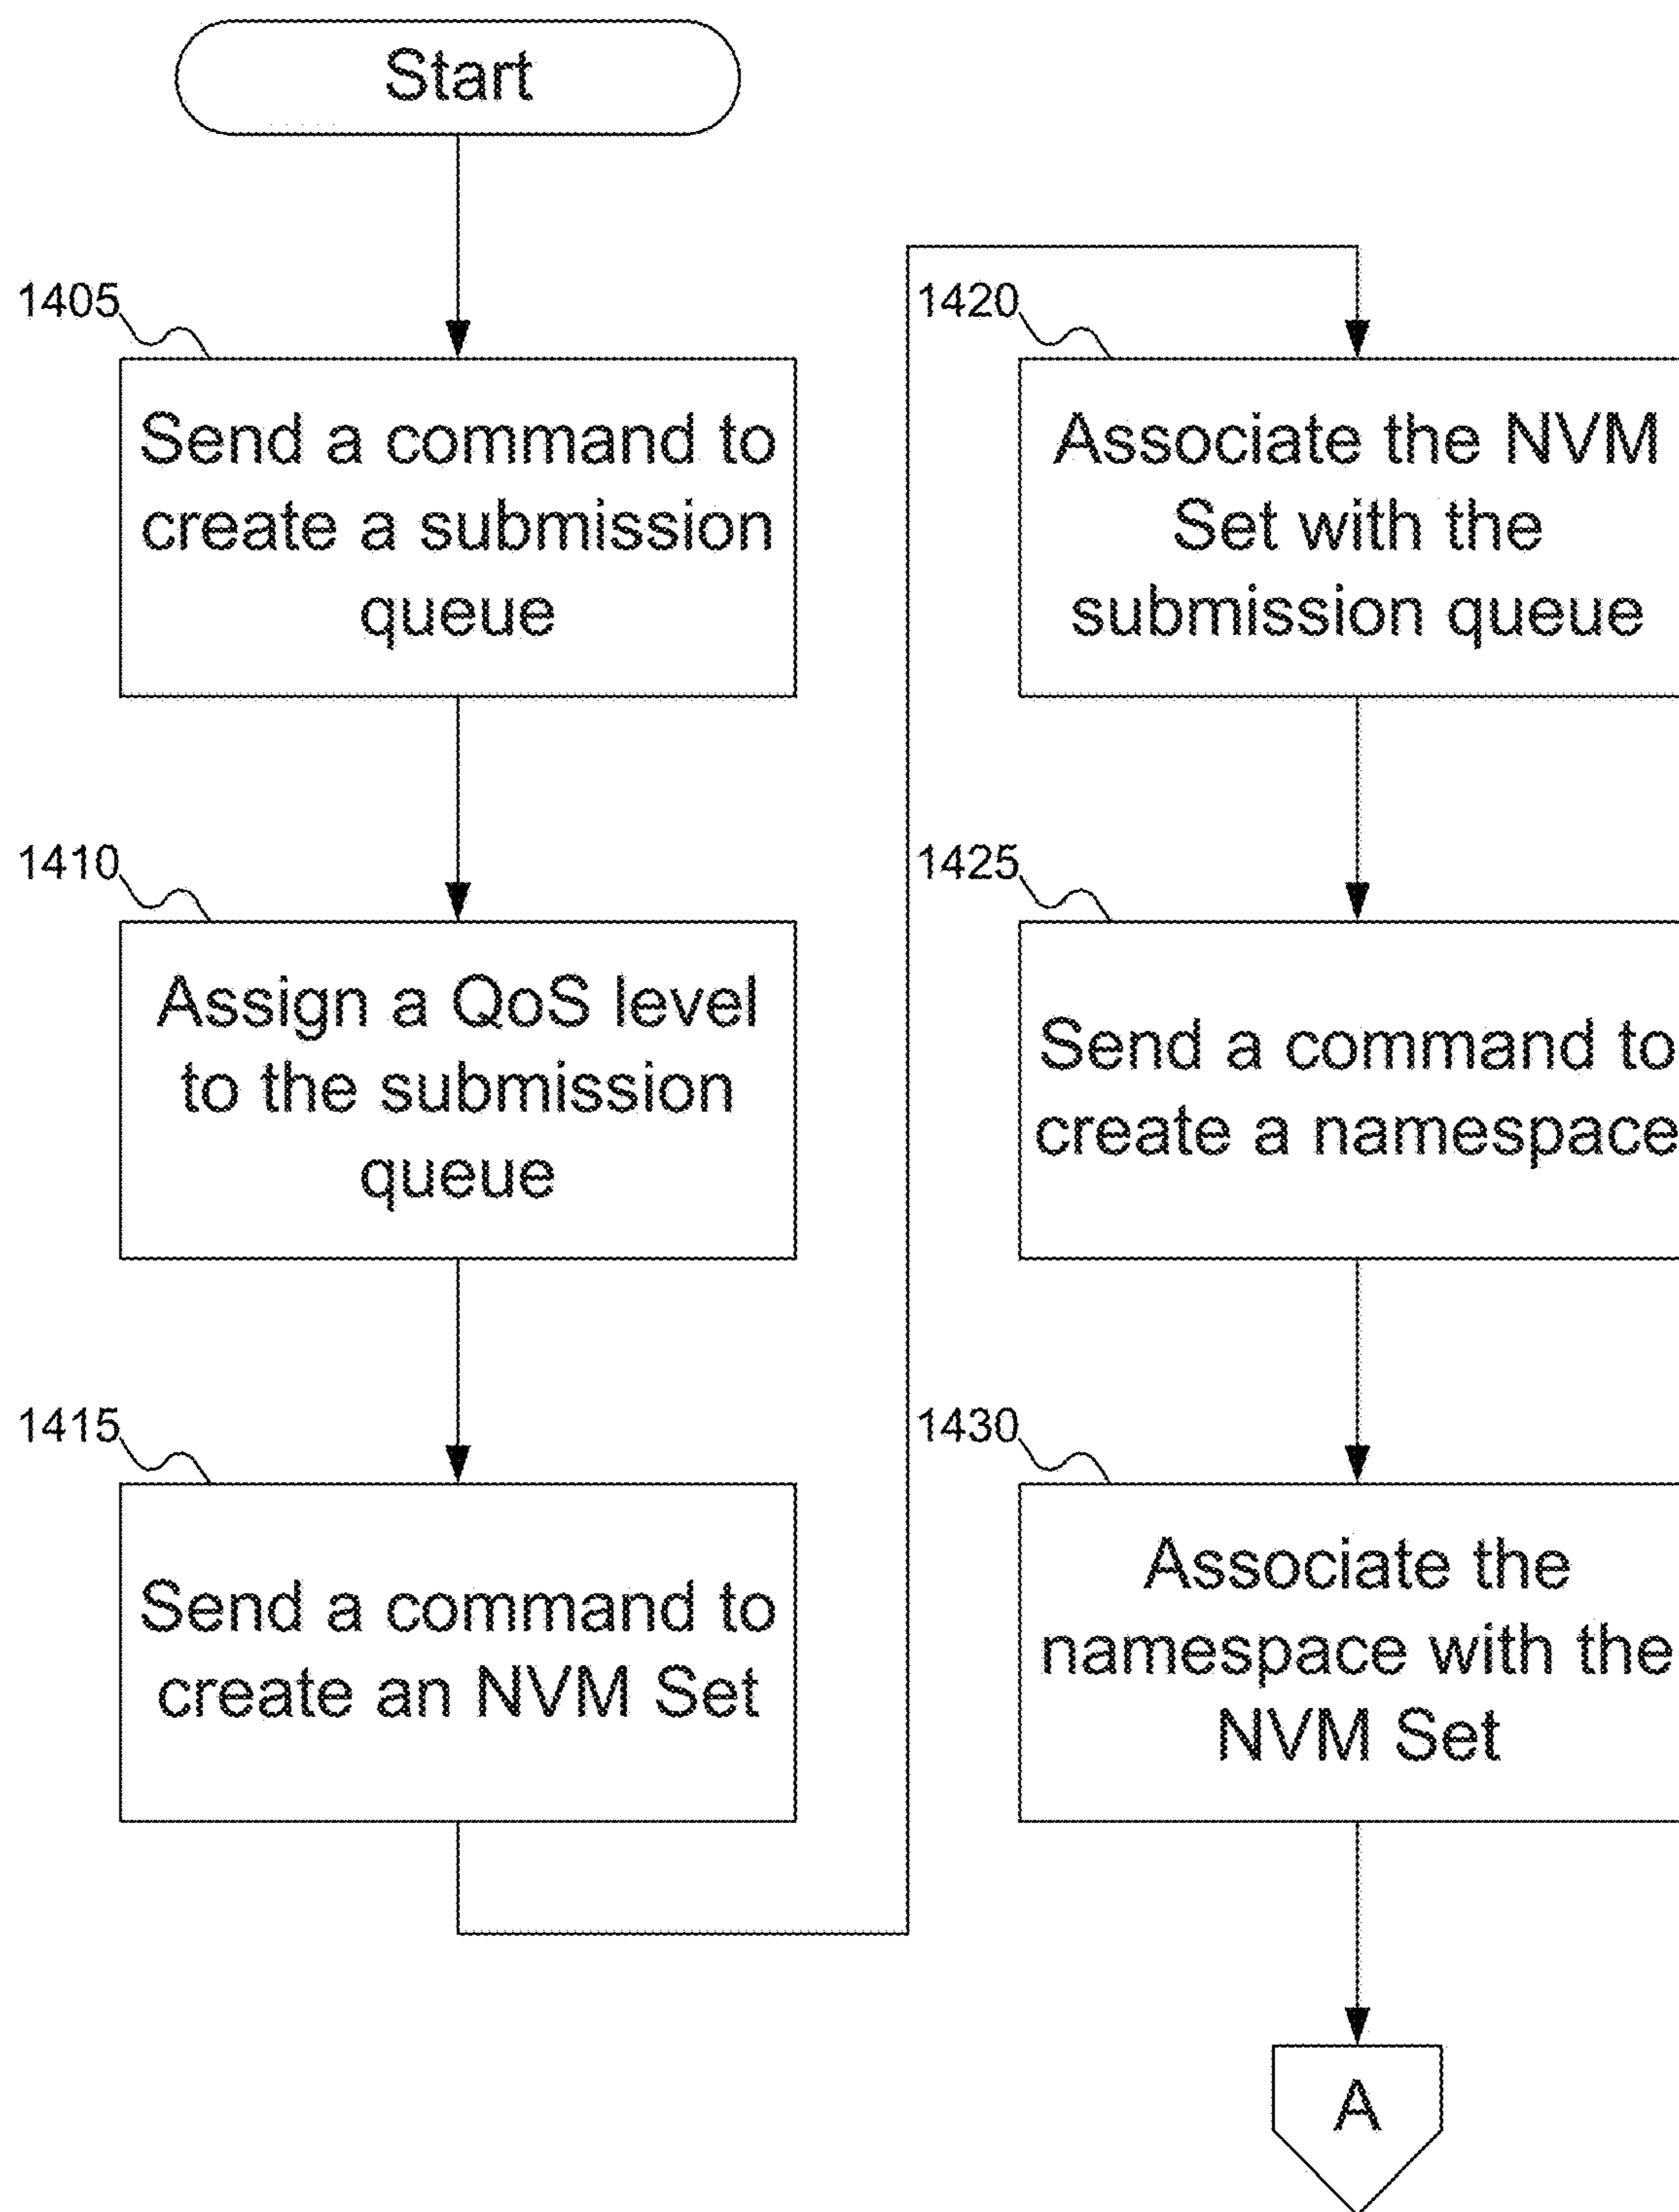 Start
1405
Send a command to
create a submission
queue
1410
Assign a QoS level
to the submission
queue
1415
Send a command to
create an NVM Set
1420
Associate the NVM
Set with the
submission queue
1425
Send a command to
create a namespace
1430
Associate the
namespace with the
NVM Set
A